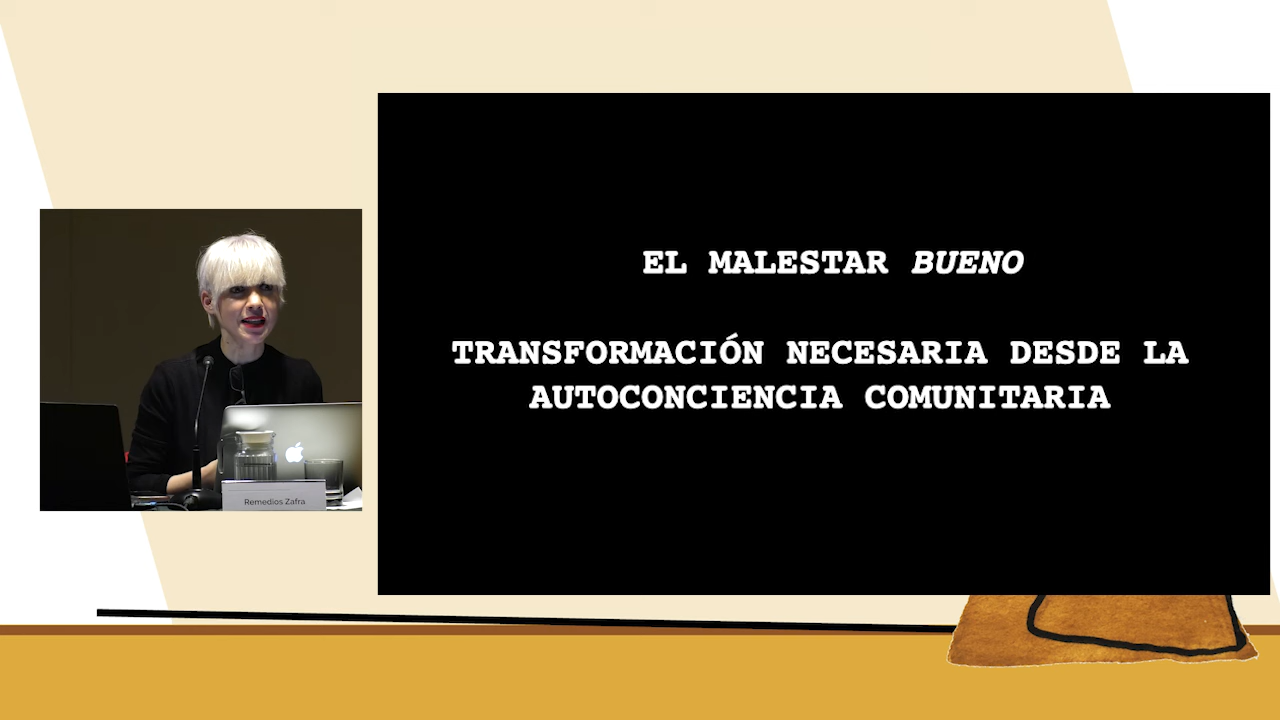 EL MALESTAR BUENO
TRANSFORMACIÓN NECESARIA DESDE LA
AUTOCONCIENCIA COMUNITARIA
Remedios Zafra